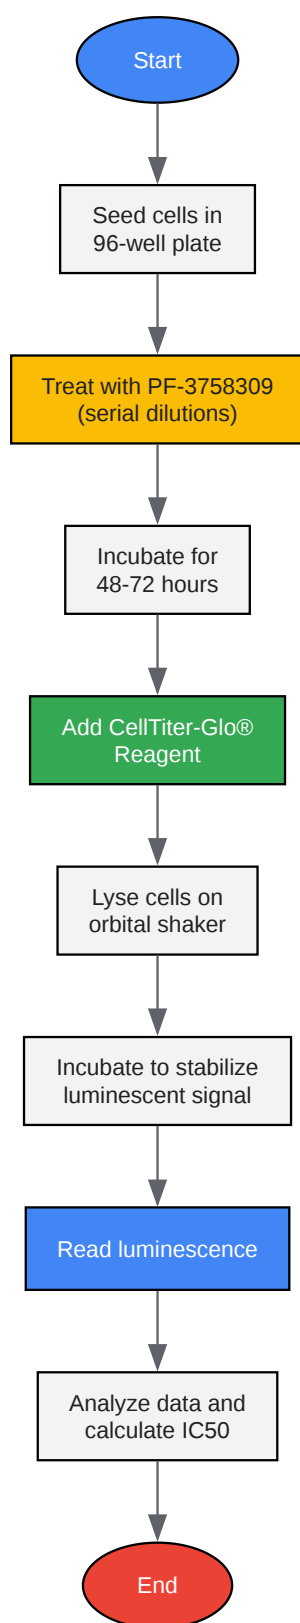 Start
Seed cells in
96-well plate
Treat with PF-3758309
(serial dilutions)
Incubate for
48-72 hours
Add CellTiter-Glo®
Reagent
Lyse cells on
orbital shaker
Incubate to stabilize
luminescent signal
Read luminescence
Analyze data and
calculate IC50
End